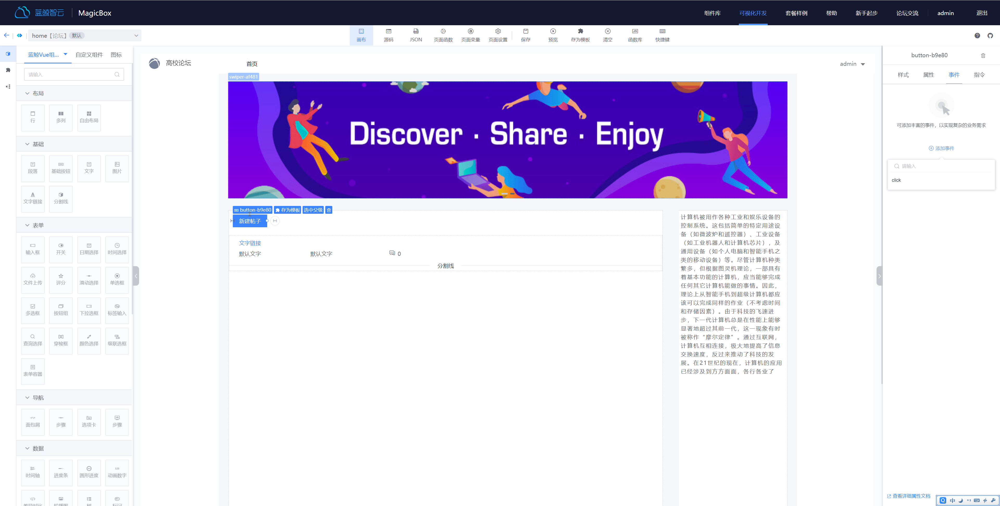 蓝鲸智云
MagicBox
组件库
可视化开发
套餐样例
帮助
新手起步
论坛交流
admin
退出
home【论坛】 默认
画布
源码
JSON
页面函数
页面变量
页面设置
保存
预览
存为模板
清空
函数库
快捷键
蓝鲸Vue组...
自定义组件
图标
请输入
布局
行
多列
自由布局
基础
段落
基础按钮
文字
图片
文字链接
分割线
表单
输入框
开关
日期选择
时间选择
文件上传
评分
滑动选择
单选框
多选框
按钮组
下拉选框
标签输入
查询选择
穿梭框
颜色选择
级联选框
表单容器
导航
面包屑
步骤
选项卡
步骤
数据
时间轴
进度条
圆形进度
动画数字
差异对比
轮播图
树
标记
高校论坛
首页
admin
swiper-af481
Discover · Share · Enjoy
button-b9e80
存为模板
选中父级
新建帖子
文字链接
默认文字
默认文字
0
分割线
计算机被用作各种工业和娱乐设备的
控制系统。这包括简单的特定用途设
备（如微波炉和遥控器）、工业设备
（如工业机器人和计算机芯片），及
通用设备（如个人电脑和智能手机之
类的移动设备）等。尽管计算机种类
繁多，但根据图灵机理论，一部具有
着基本功能的计算机，应当能够完成
任何其它计算机能做的事情。因此，
理论上从智能手机到超级计算机都应
该可以完成同样的作业（不考虑时间
和存储因素）。由于科技的飞速进
步，下一代计算机总是在性能上能够
显著地超过其前一代，这一现象有时
被称作“摩尔定律”。通过互联网，
计算机互相连接，极大地提高了信息
交换速度，反过来推动了科技的发
展。在21世纪的现在，计算机的应用
已经涉及到方方面面，各行各业了
button-b9e80
样式
属性
事件
指令
可添加丰富的事件，以实现复杂的业务需求
添加事件
请输入
click
查看详细属性文档
中